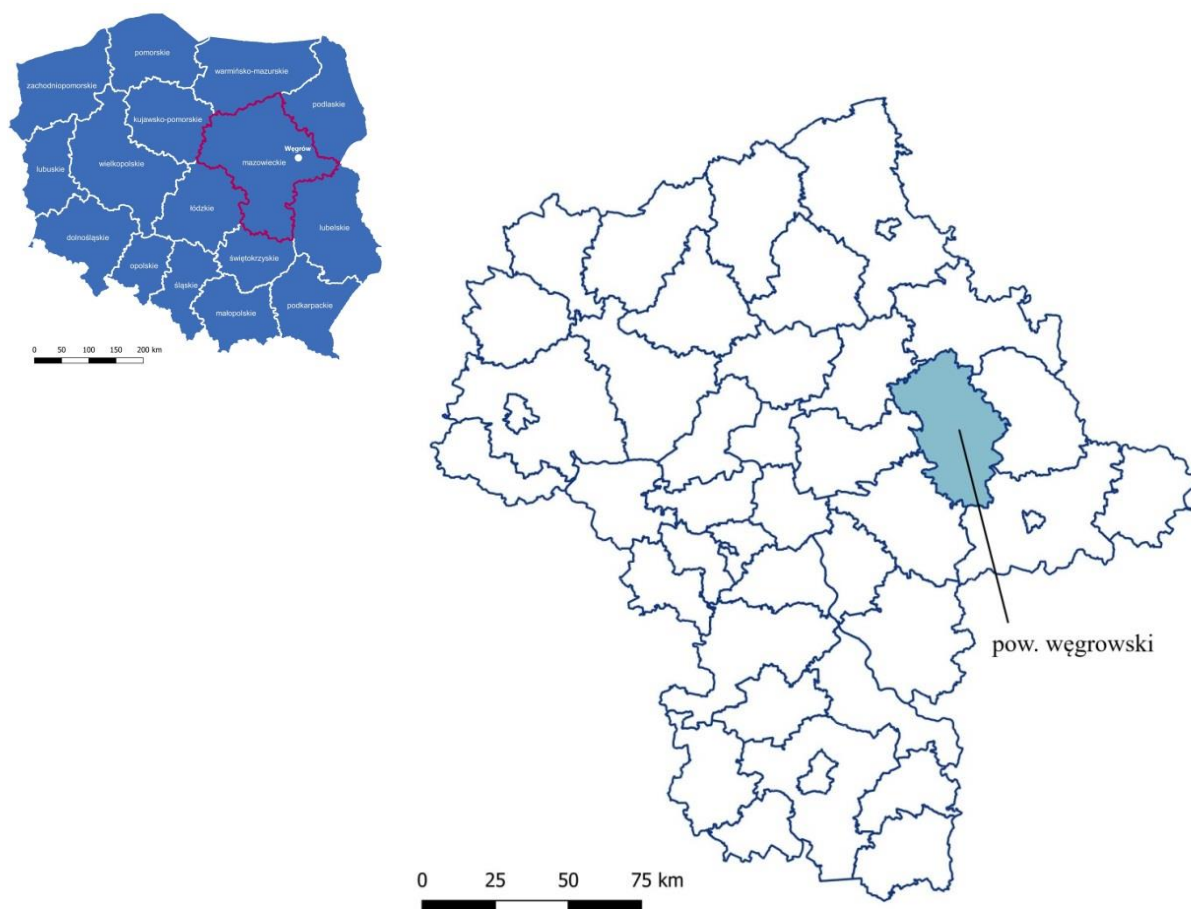 pomorskie
warmińsko-mazurskie
zachodniopomorskie
podlaskie
kujawsko-pomorskie
Węgrów
mazowieckie
wielkopolskie
lubuskie
łódzkie
lubelskie
dolnośląskie
świętokrzyskie
opolskie
śląskie
podkarpackie
małopolskie
0 50 100 150 200 km
pow. węgrowski
0 25 50 75 km